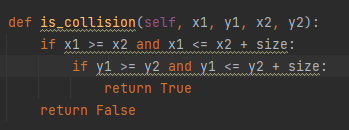 def is_collision(self, x1, y1, x2, y2):
    if x1 >= x2 and x1 <= x2 + size:
        if y1 >= y2 and y1 <= y2 + size:
            return True
    return False